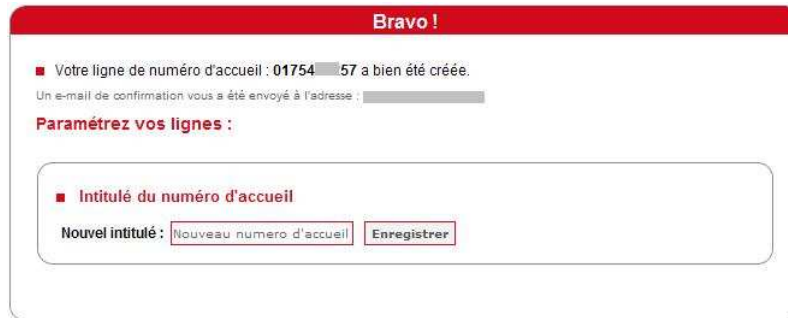 Bravo !
Votre ligne de numéro d'accueil : 01754 57 a bien été créée.
Un e-mail de confirmation vous a été envoyé à l'adresse :
Paramétrez vos lignes :
Intitulé du numéro d'accueil
Nouvel intitulé : Nouveau numero d'accueil Enregistrer